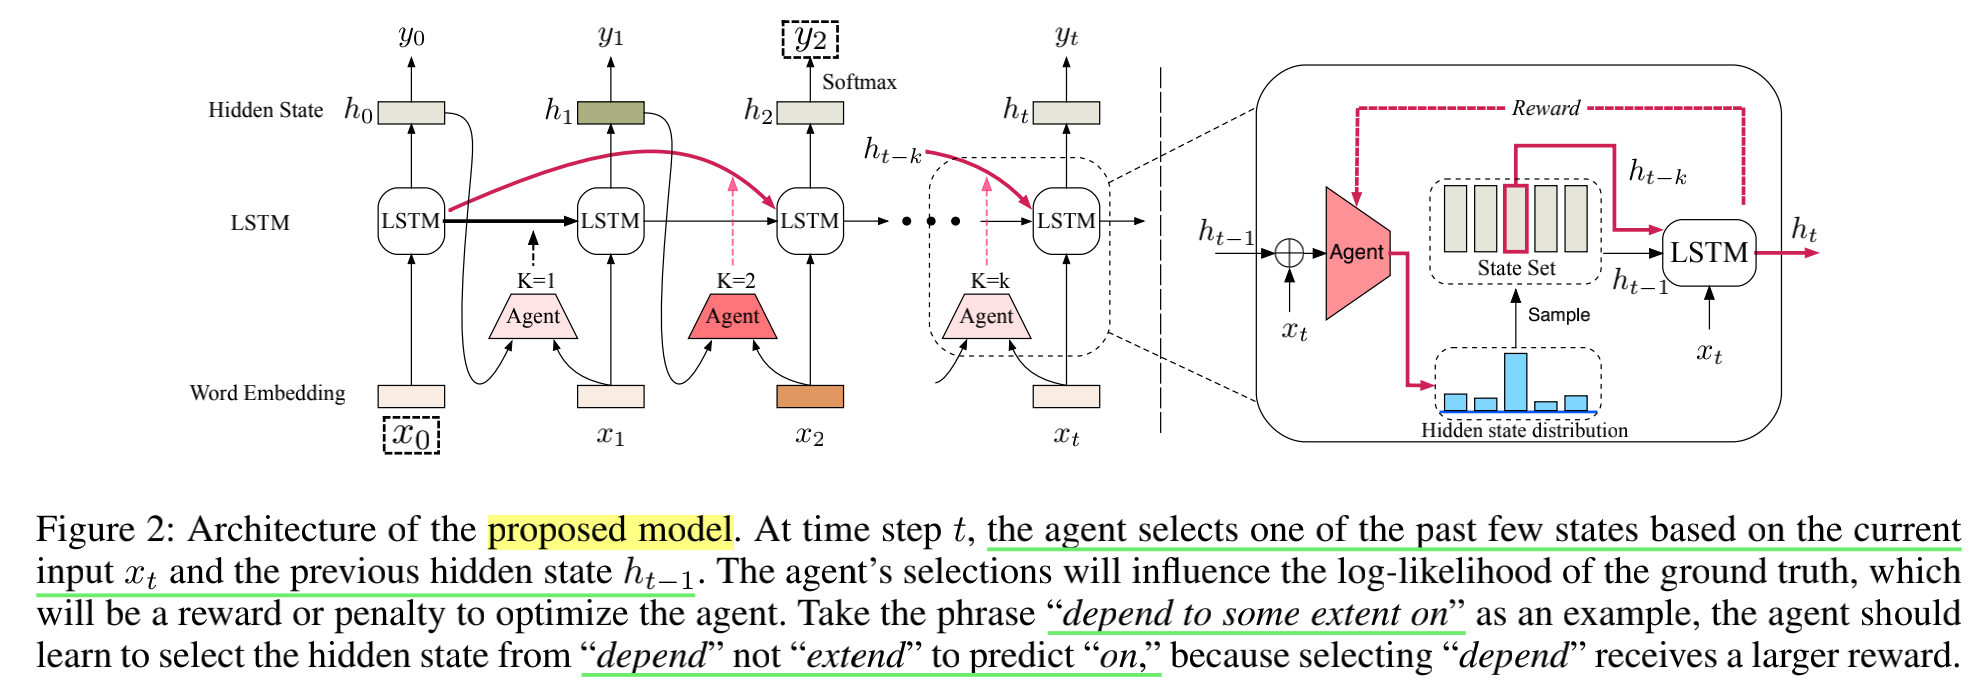 y_0 y_1 y_2 y_t
Softmax
Hidden State h_0 h_1 h_2 h_t
h_{t-k}
LSTM LSTM LSTM LSTM LSTM
K=1 K=2 K=k
Agent Agent Agent
Word Embedding
x_0 x_1 x_2 x_t
Reward
h_{t-k}
h_{t-1} Agent LSTM h_t
State Set
h_{t-1}
x_t Sample x_t
Hidden state distribution
Figure 2: Architecture of the proposed model. At time step t, the agent selects one of the past few states based on the current
input x_t and the previous hidden state h_{t-1}. The agent's selections will influence the log-likelihood of the ground truth, which
will be a reward or penalty to optimize the agent. Take the phrase “depend to some extent on” as an example, the agent should
learn to select the hidden state from “depend” not “extend” to predict “on,” because selecting “depend” receives a larger reward.